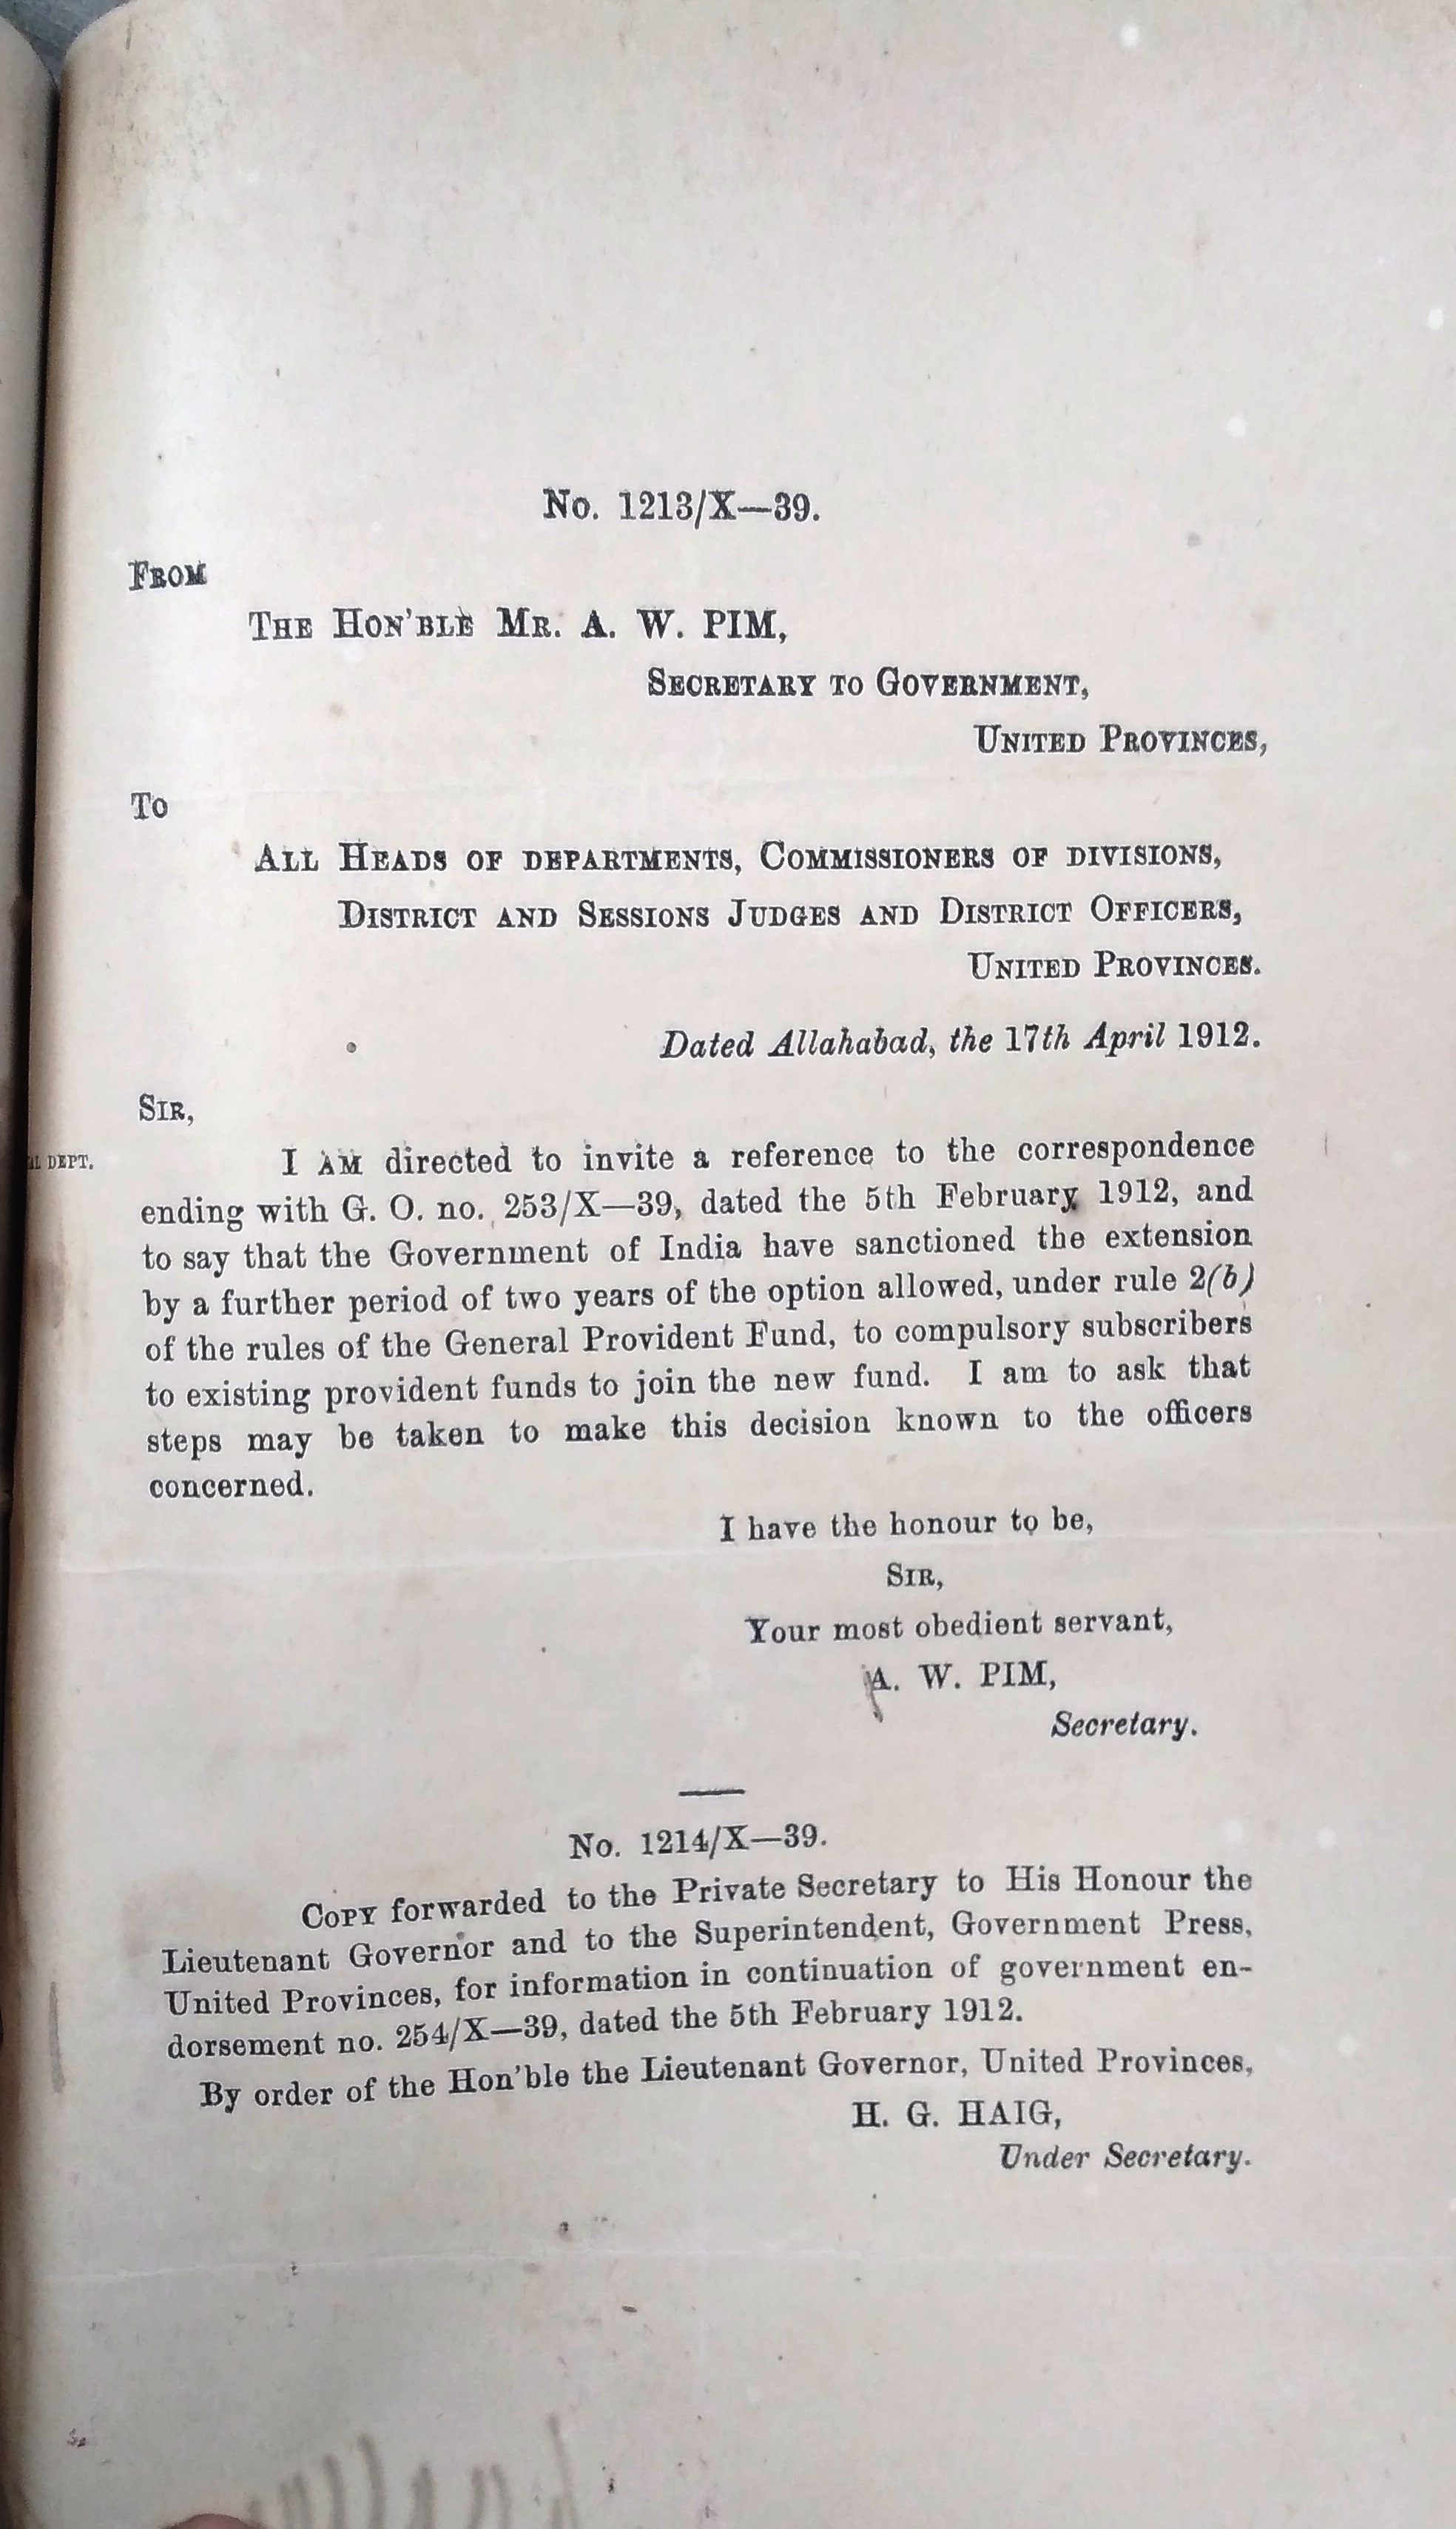 No. 1213/X—39.
FROM
THE HON'BLE MR. A. W. PIM,
SECRETARY TO GOVERNMENT,
UNITED PROVINCES,
TO
ALL HEADS OF DEPARTMENTS, COMMISSIONERS OF DIVISIONS,
DISTRICT AND SESSIONS JUDGES AND DISTRICT OFFICERS,
UNITED PROVINCES.
Dated Allahabad, the 17th April 1912.
SIR,
DEPT.
I AM directed to invite a reference to the correspondence
ending with G. O. no. 253/X—39, dated the 5th February 1912, and
to say that the Government of India have sanctioned the extension
by a further period of two years of the option allowed, under rule 2(b)
of the rules of the General Provident Fund, to compulsory subscribers
to existing provident funds to join the new fund. I am to ask that
steps may be taken to make this decision known to the officers
concerned.
I have the honour to be,
SIR,
Your most obedient servant,
A. W. PIM,
Secretary.
No. 1214/X—39.
COPY forwarded to the Private Secretary to His Honour the
Lieutenant Governor and to the Superintendent, Government Press,
United Provinces, for information in continuation of government en-
dorsement no. 254/X—39, dated the 5th February 1912.
By order of the Hon'ble the Lieutenant Governor, United Provinces,
H. G. HAIG,
Under Secretary.